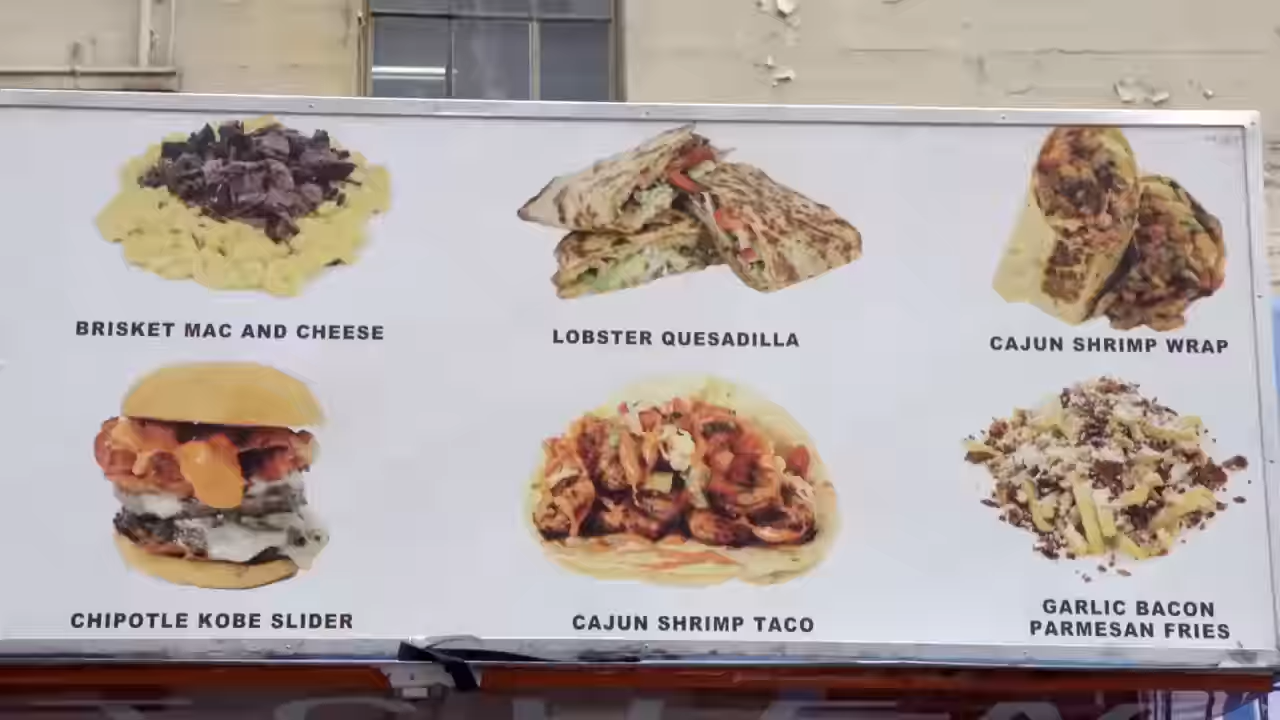 BRISKET MAC AND CHEESE
LOBSTER QUESADILLA
CAJUN SHRIMP WRAP
CHIPOTLE KOBE SLIDER
CAJUN SHRIMP TACO
GARLIC BACON
PARMESAN FRIES